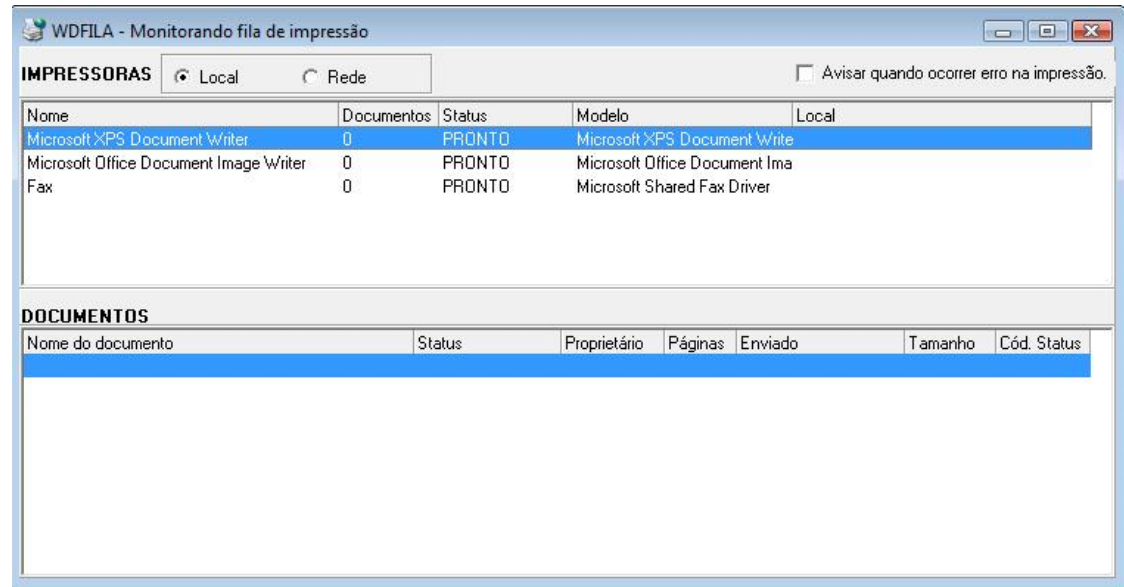 WDFILA - Monitorando fila de impressão
IMPRESSORAS Local Rede Avisar quando ocorrer erro na impressão.
Nome Documentos Status Modelo Local
Microsoft XPS Document Writer 0 PRONTO Microsoft XPS Document Write
Microsoft Office Document Image Writer 0 PRONTO Microsoft Office Document Ima
Fax 0 PRONTO Microsoft Shared Fax Driver
DOCUMENTOS
Nome do documento Status Proprietário Páginas Enviado Tamanho Cód. Status